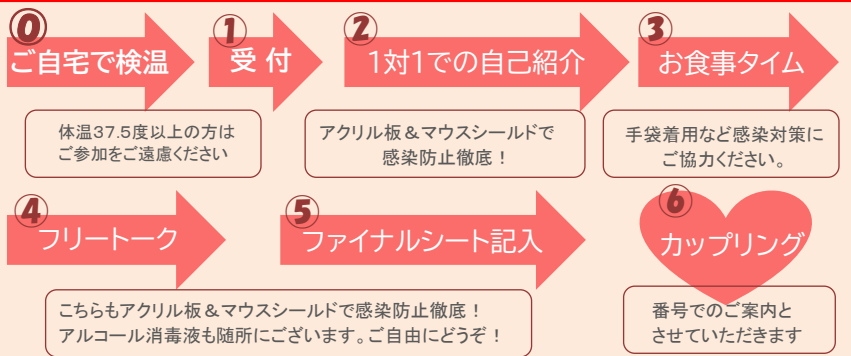 ⓪
ご自宅で検温
①
受 付
②
1対1での自己紹介
③
お食事タイム
体温37.5度以上の方は
ご参加をご遠慮ください
アクリル板&マウスシールドで
感染防止徹底!
手袋着用など感染対策に
ご協力ください。
④
フリートーク
⑤
ファイナルシート記入
⑥
カップリング
こちらもアクリル板&マウスシールドで感染防止徹底!
アルコール消毒液も随所にございます。ご自由にどうぞ!
番号でのご案内と
させていただきます